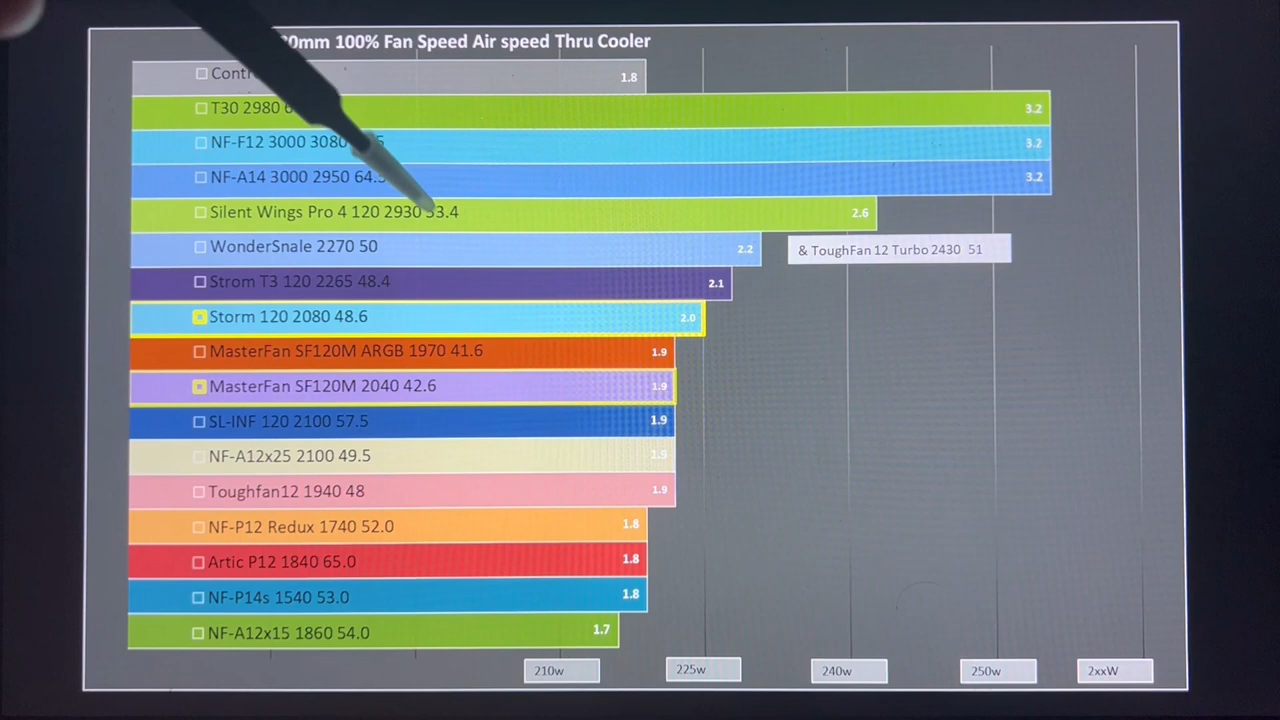 0mm 100% Fan Speed Air speed Thru Cooler
1.8
T30 2980
3.2
NF-F12 3000 3080
3.2
NF-A14 3000 2950 64.5
3.2
Silent Wings Pro 4 120 2930 53.4
2.6
WonderSnale 2270 50
2.2
& ToughFan 12 Turbo 2430 51
Strom T3 120 2265 48.4
2.1
Storm 120 2080 48.6
2.0
MasterFan SF120M ARGB 1970 41.6
1.9
MasterFan SF120M 2040 42.6
1.9
SL-INF 120 2100 57.5
1.9
NF-A12x25 2100 49.5
1.9
Toughfan12 1940 48
1.9
NF-P12 Redux 1740 52.0
1.8
Artic P12 1840 65.0
1.8
NF-P14s 1540 53.0
1.8
NF-A12x15 1860 54.0
1.7
210w
225w
240w
250w
2xxW